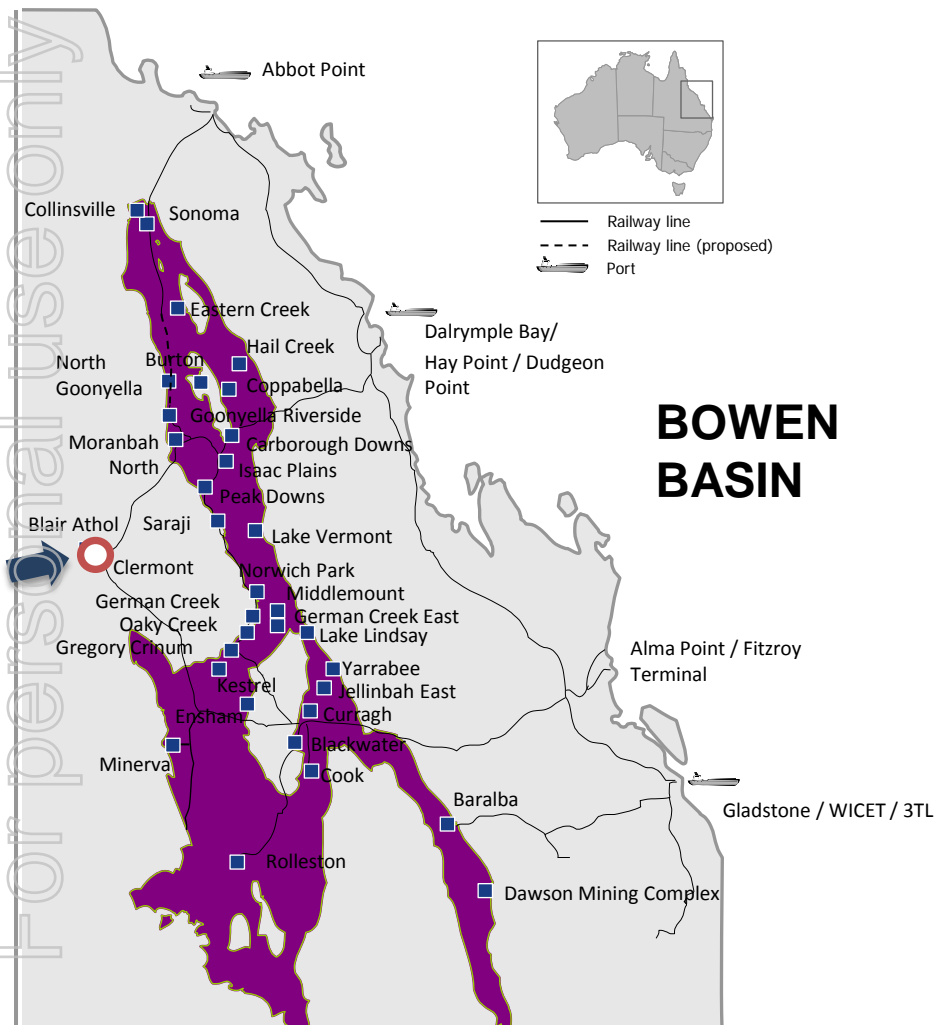 For personal use only
Abbot Point
Railway line
Railway line (proposed)
Port
Collinsville
Sonoma
Eastern Creek
Dalrymple Bay/
Hay Point / Dudgeon
Point
Hail Creek
North
Goonyella
Burton
Coppabella
BOWEN
BASIN
Goonyella Riverside
Moranbah
North
Carborough Downs
Isaac Plains
Peak Downs
Blair Athol
Saraji
Lake Vermont
Clermont
Norwich Park
Middlemount
German Creek
German Creek East
Oaky Creek
Lake Lindsay
Gregory Crinum
Alma Point / Fitzroy
Terminal
Yarrabee
Kestrel
Jellinbah East
Ensham
Curragh
Blackwater
Minerva
Cook
Baralba
Gladstone / WICET / 3TL
Rolleston
Dawson Mining Complex